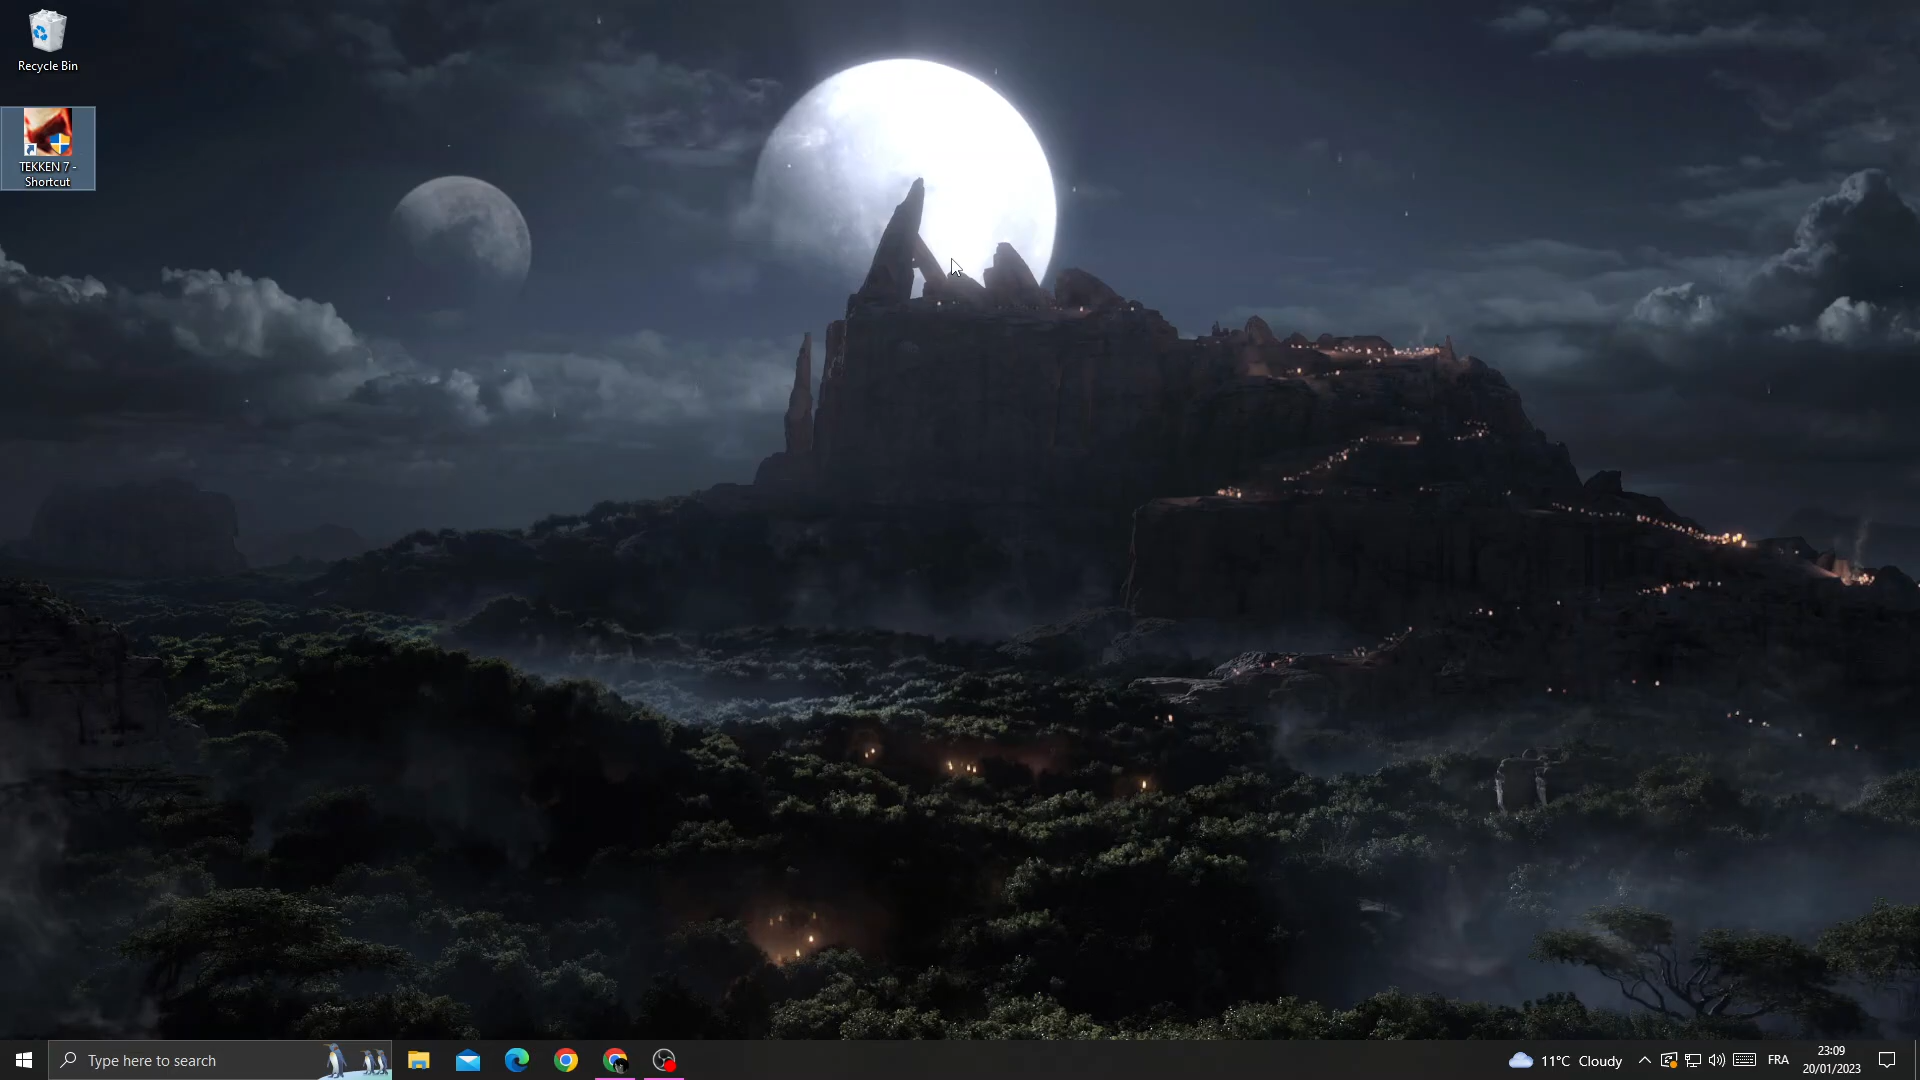 Recycle Bin
TEKKEN 7 -
Shortcut
Type here to search
11°C Cloudy
FRA
23:09
20/01/2023